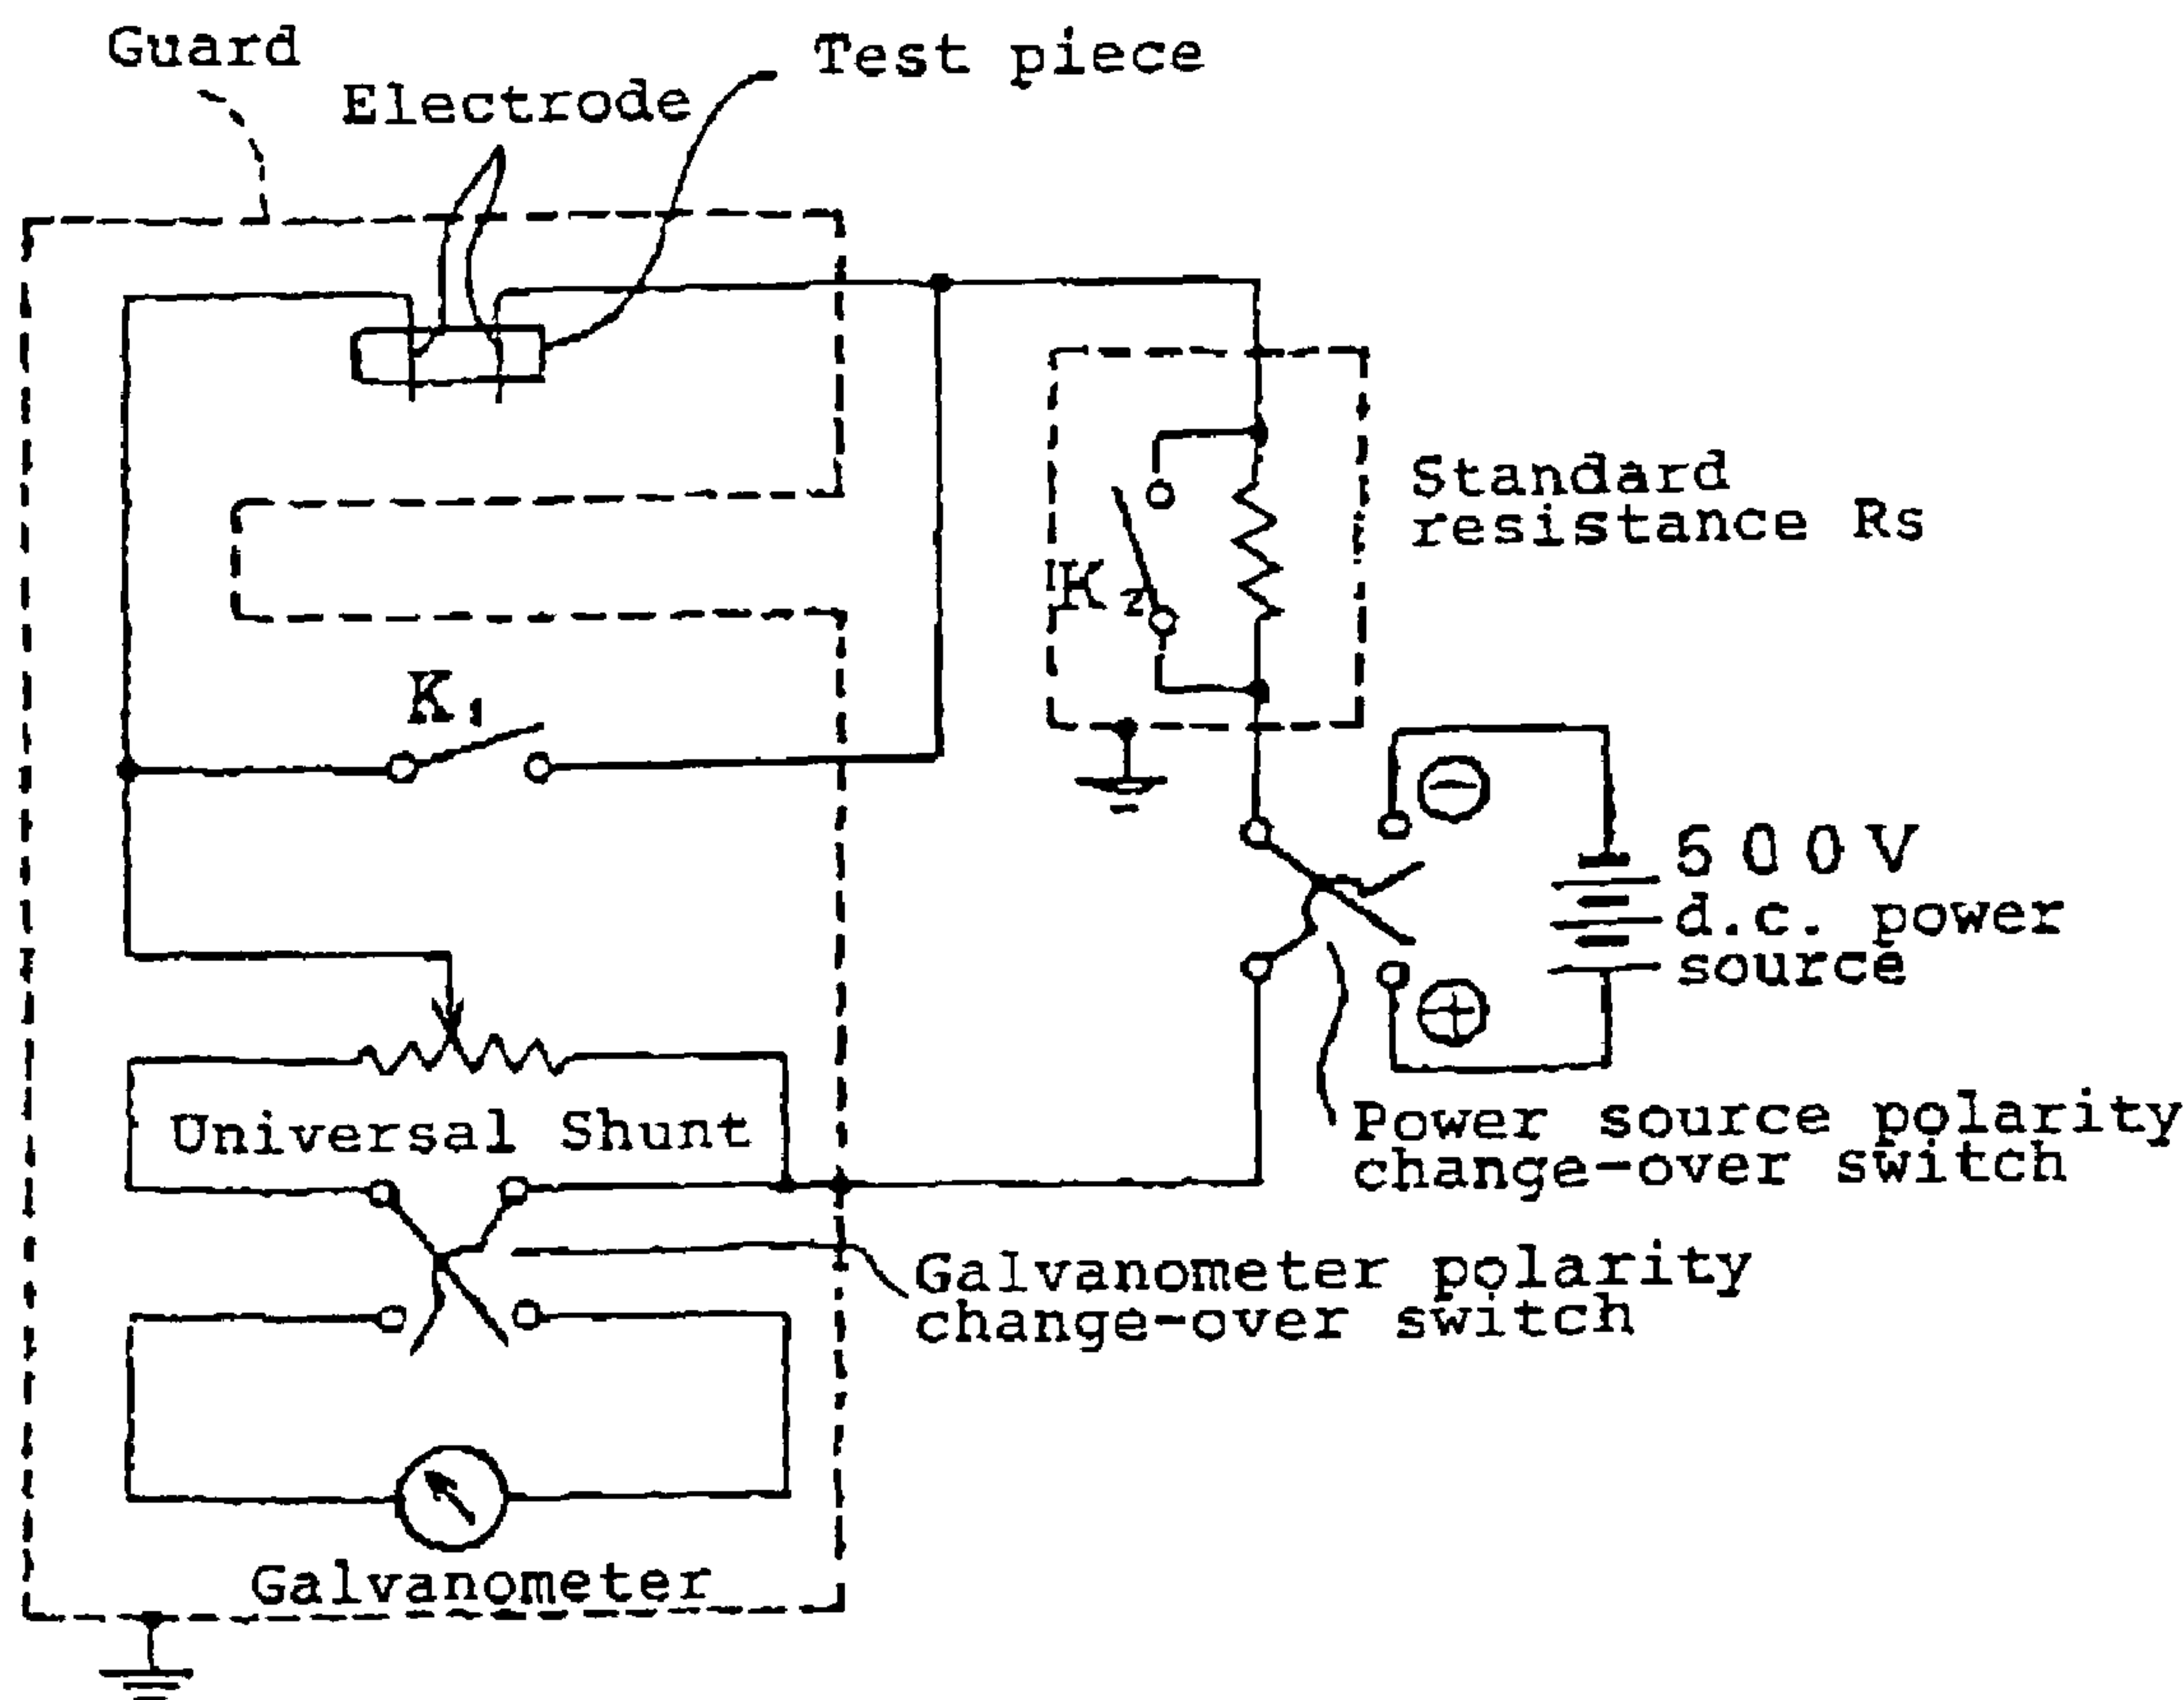 Guard
Electrode
Test piece
Standard
resistance Rs
K2
K1
⊖
500V
d.c. power
source
⊕
Universal Shunt
Power source polarity
change-over switch
Galvanometer polarity
change-over switch
Galvanometer